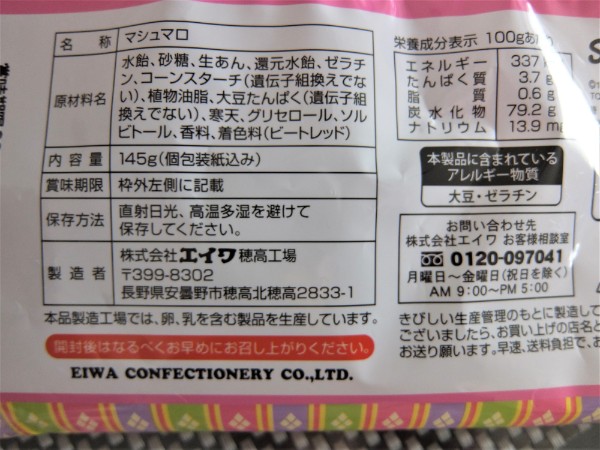 名 称 マシュマロ
原材料名
水飴、砂糖、生あん、還元水飴、ゼラチ
ン、コーンスターチ(遺伝子組換えでな
い)、植物油脂、大豆たんぱく(遺伝子組
換えでない)、寒天、グリセロール、ソル
ビトール、香料、着色料(ビートレッド)
内容量 145g(個包装紙込み)
賞味期限 枠外左側に記載
保存方法
直射日光、高温多湿を避けて
保存してください。
製造者
株式会社エイワ 穂高工場
〒399-8302
長野県安曇野市穂高北穂高2833-1
本品製造工場では、卵、乳を含む製品を生産しています。
開封後はなるべくお早めにお召し上がりください。
EIWA CONFECTIONERY CO.,LTD.
栄養成分表示 100gあ
エネルギー 337
たんぱく質 3.7 g
脂質 0.6 g
炭水化物 79.2 g
ナトリウム 13.9 mg
本製品に含まれている
アレルギー物質
大豆・ゼラチン
お問い合わせ先
株式会社エイワ お客様相談室
0120-097041
月曜日〜金曜日(祝日を除く)
AM 9:00〜PM 5:00
きびしい生産管理のもとに製造して
ございましたら、お買い上げの店名と
お送り願います。早速、送料負担で、お